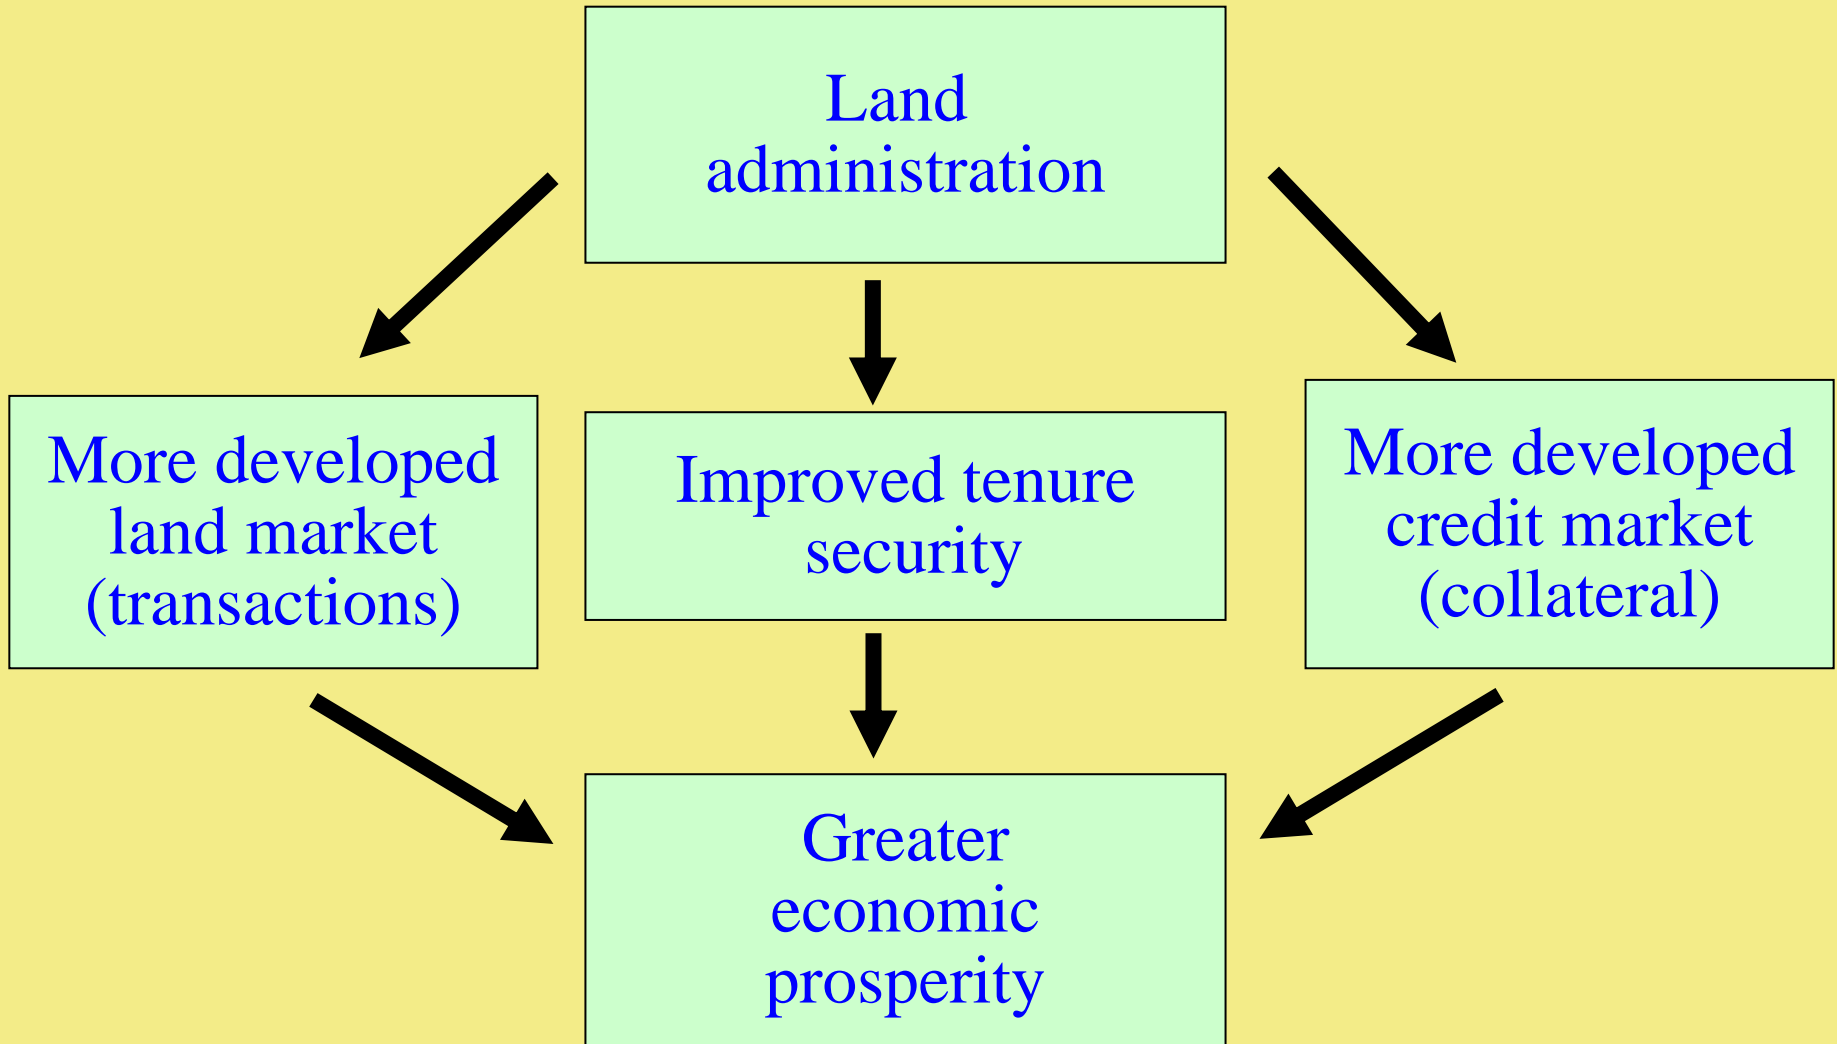 Land
administration
More developed
land market
(transactions)
Improved tenure
security
More developed
credit market
(collateral)
Greater
economic
prosperity